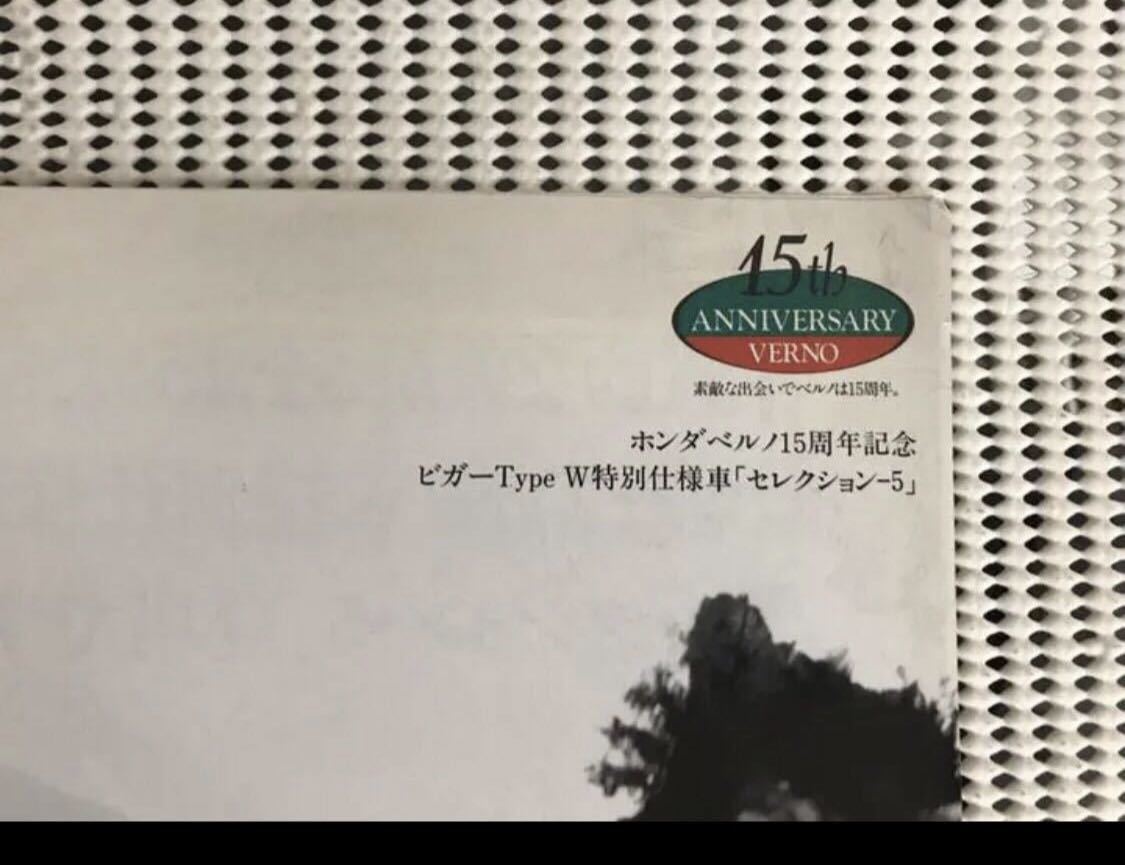 15th
ANNIVERSARY
VERNO
素敵な出会いでベルノは15周年。
ホンダベルノ15周年記念
ビガーType W特別仕様車「セレクション-5」